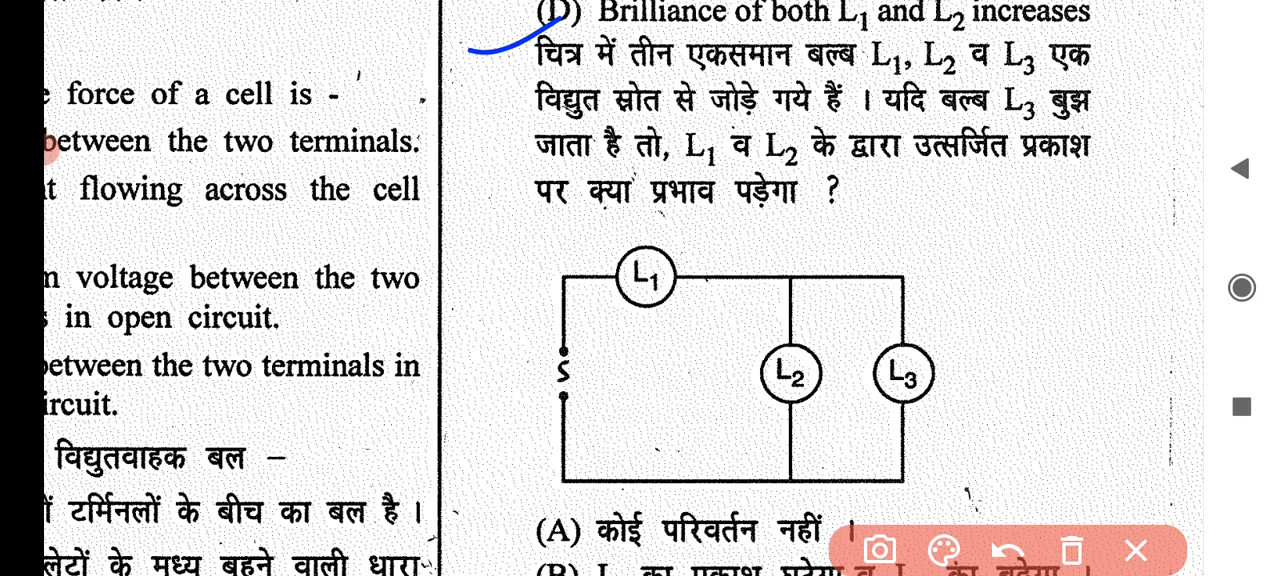 force of a cell is -
between the two terminals.
flowing across the cell
voltage between the two
in open circuit.
between the two terminals in
विद्युतवाहक बल –
टर्मिनलों के बीच का बल है ।
के मध्य बहने वाली धारा
(D) Brilliance of both L₁ and L₂ increases
चित्र में तीन एकसमान बल्ब L₁, L₂ व L₃ एक
विद्युत स्रोत से जोड़े गये हैं । यदि बल्ब L₃ बुझ
जाता है तो, L₁ व L₂ के द्वारा उत्सर्जित प्रकाश
पर क्या प्रभाव पड़ेगा ?
L₁
S
L₂ L₃
(A) कोई परिवर्तन नहीं ।